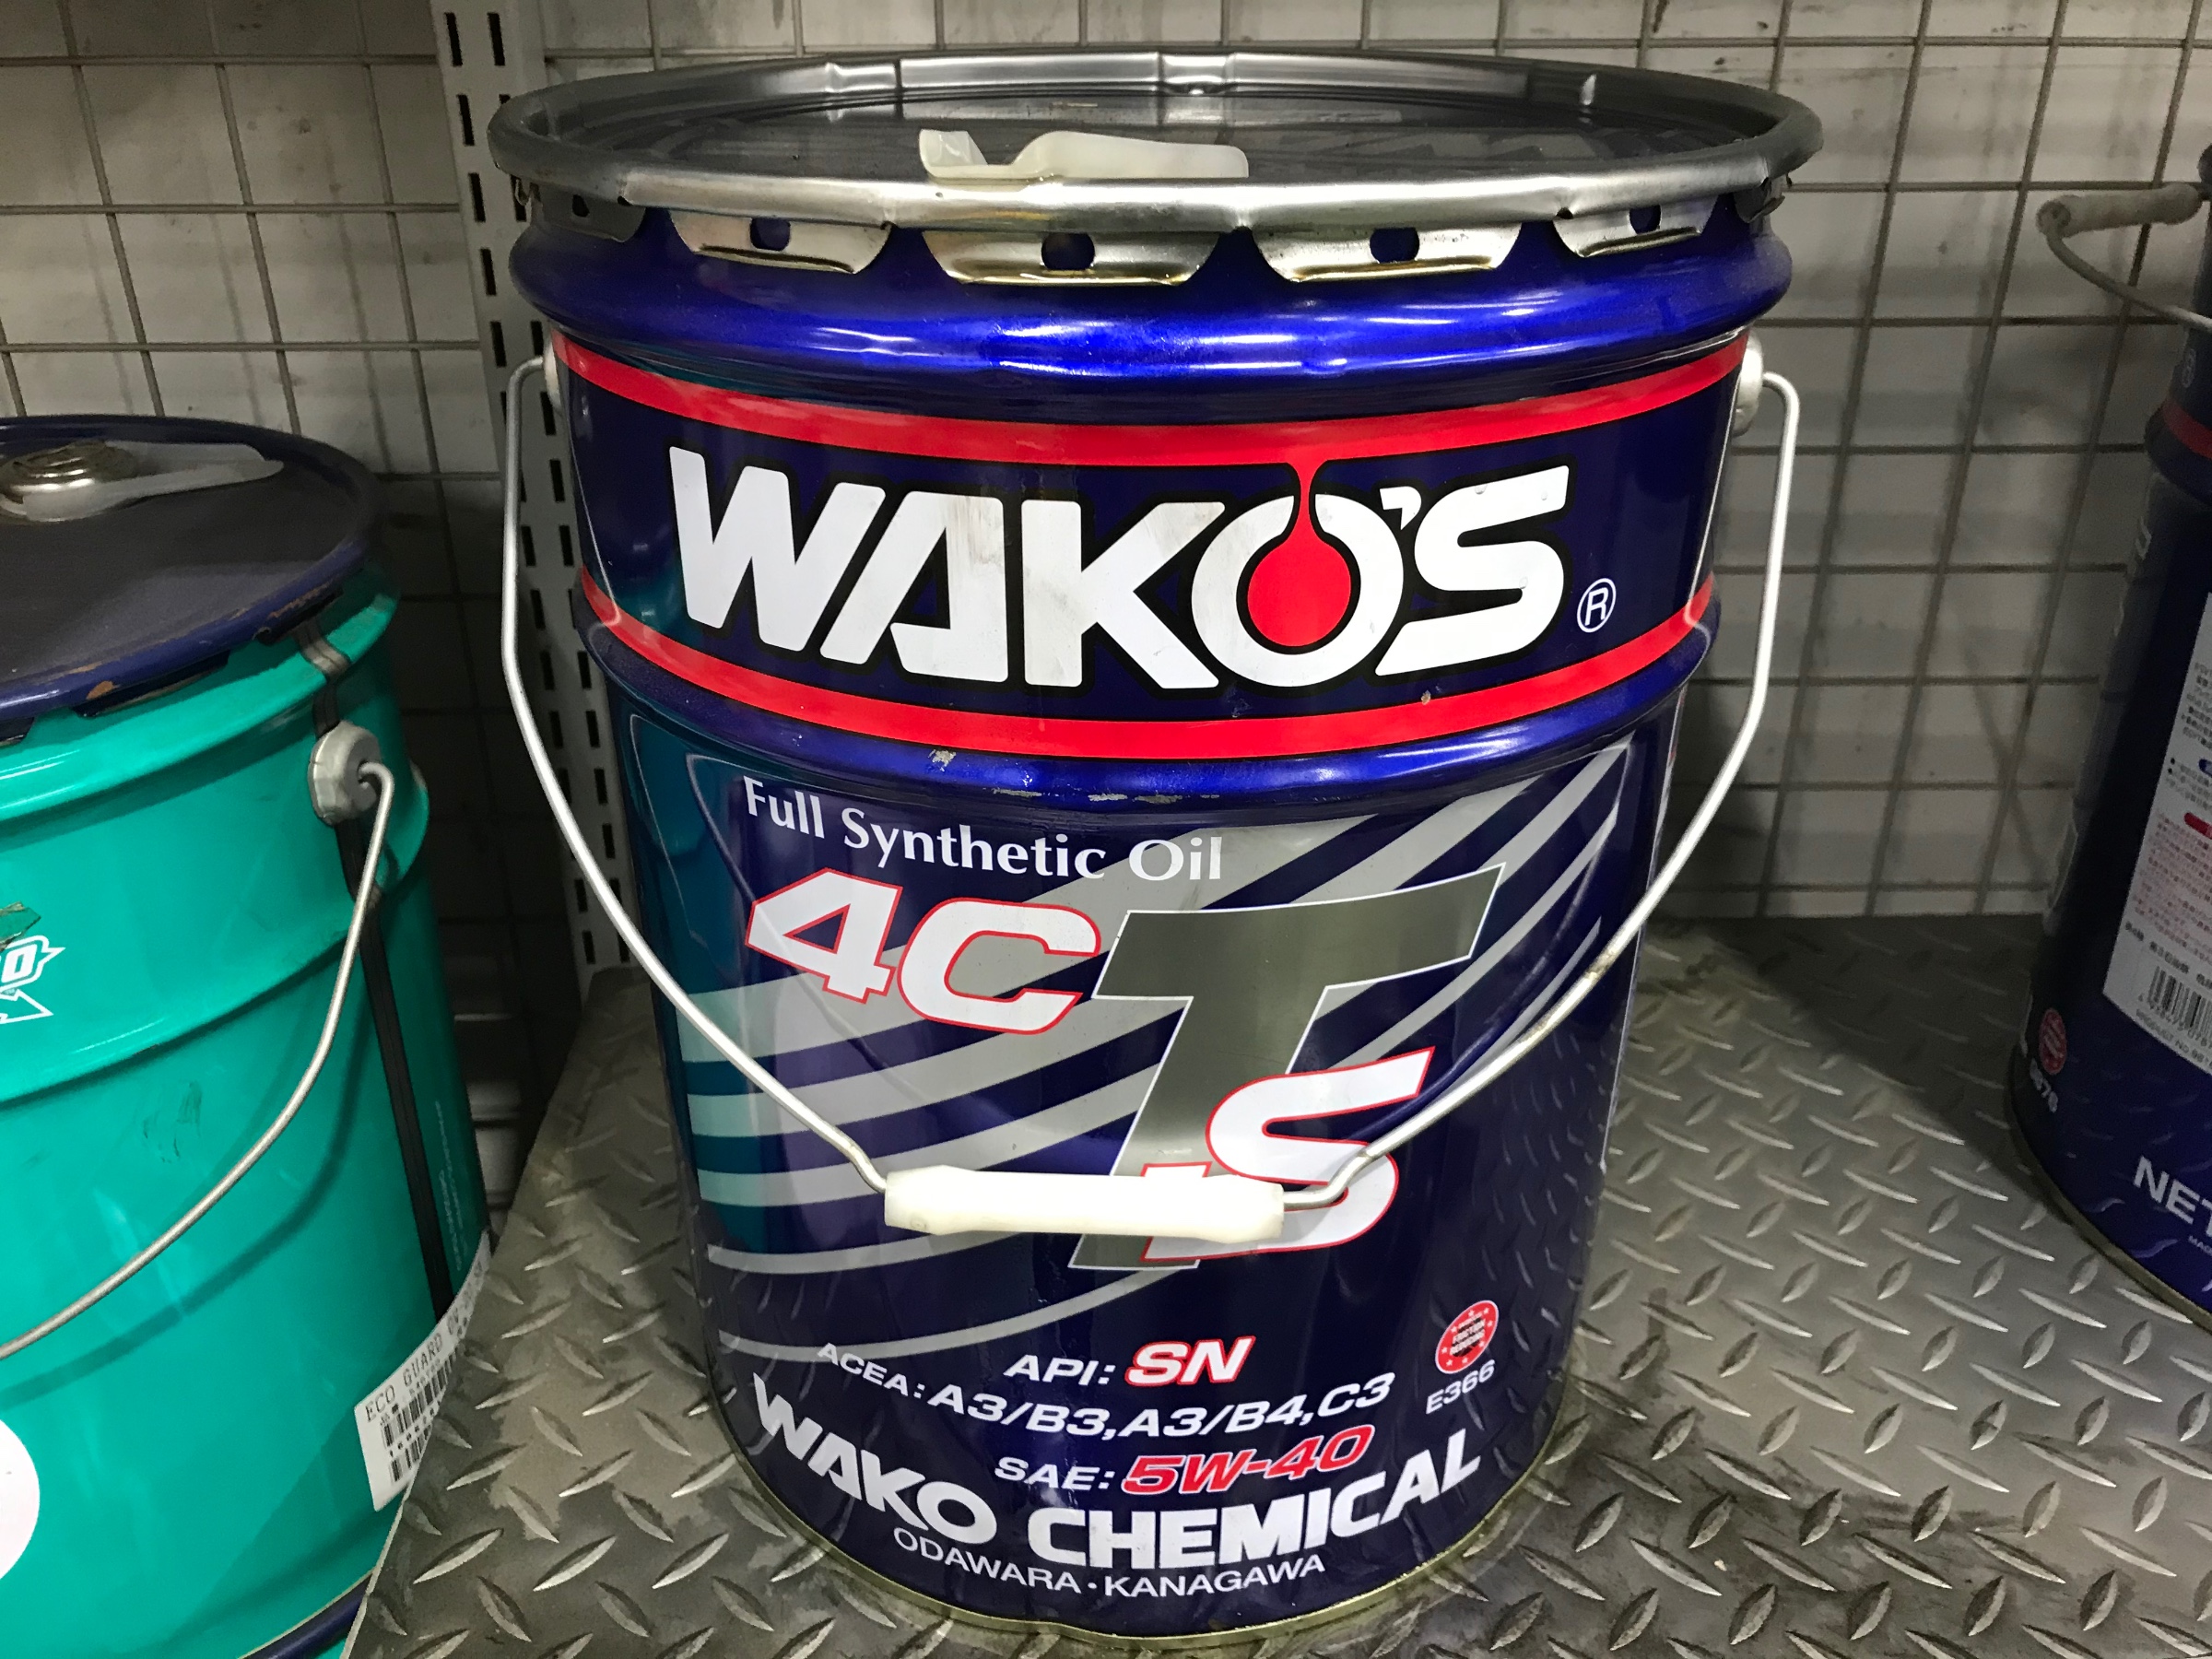 WAKO'S®
Full Synthetic Oil
4CT
S
API: SN
ACEA: A3/B3,A3/B4,C3
SAE: 5W-40
E366
WAKO CHEMICAL
ODAWARA・KANAGAWA
ECO GUARD
NET